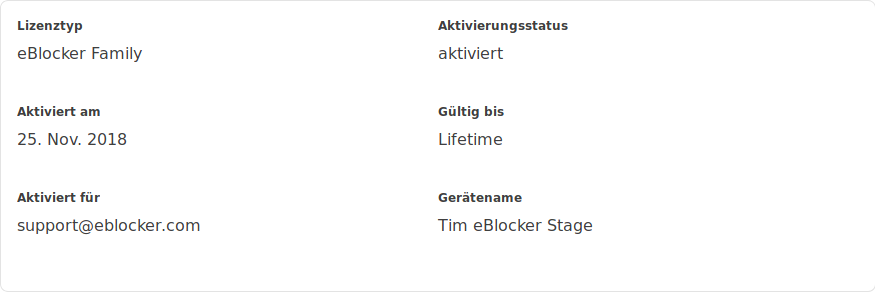 Lizenztyp
eBlocker Family
Aktivierungsstatus
aktiviert
Aktiviert am
25. Nov. 2018
Gültig bis
Lifetime
Aktiviert für
support@eblocker.com
Gerätename
Tim eBlocker Stage